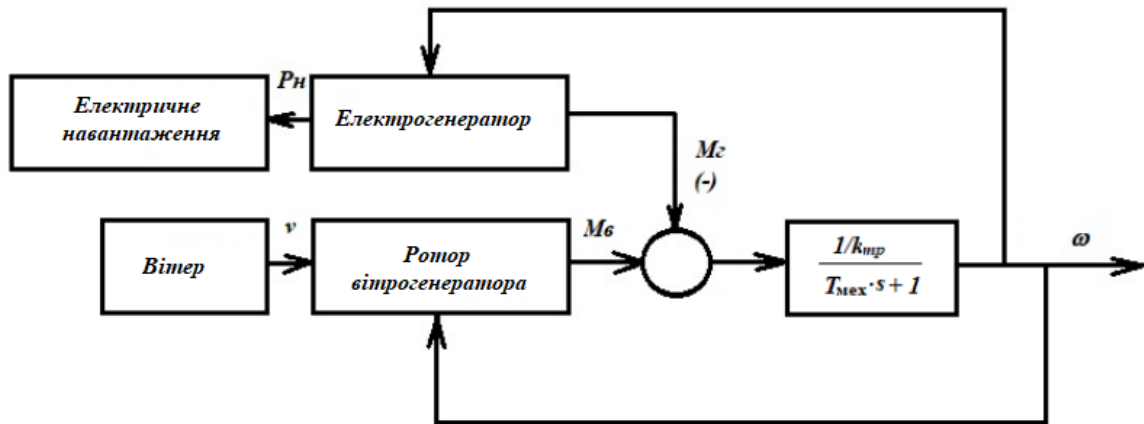 Pн
Електричне
навантаження
Електрогенератор
Mг
(-)
v
Mв
ω
Вітер
Ротор
вітрогенератора
1/kтр
Tмех·s + 1